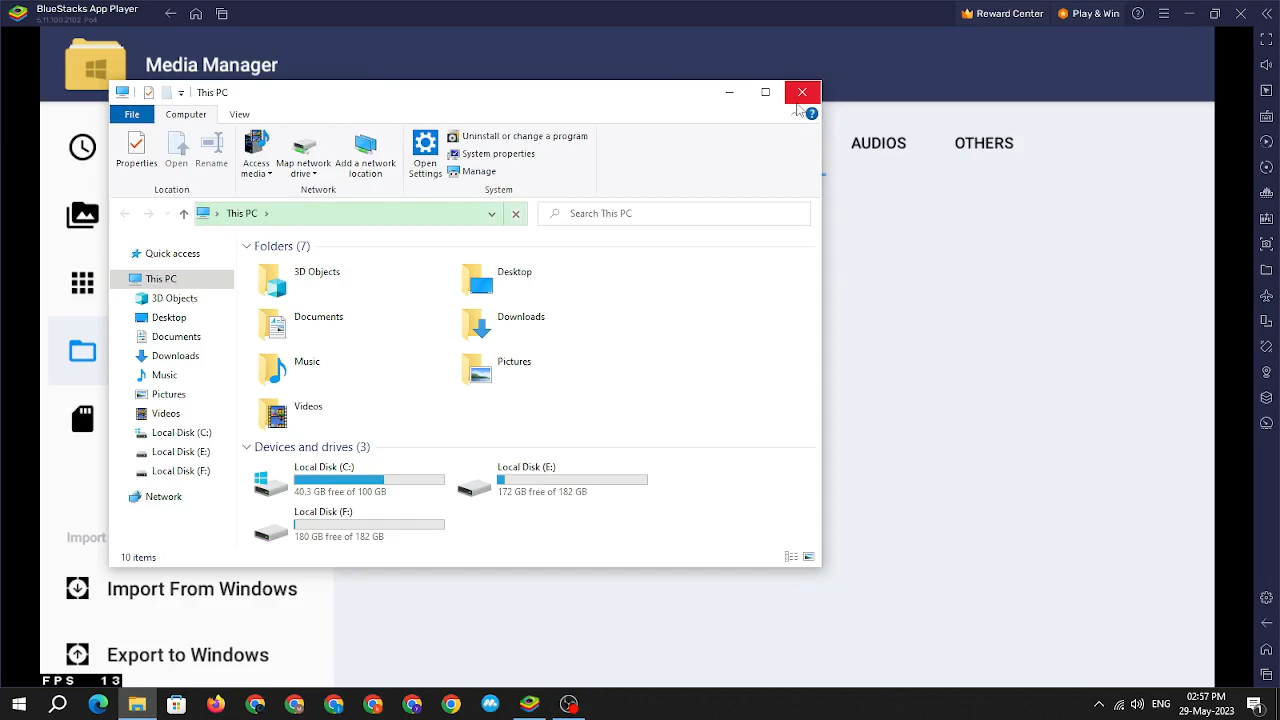 BlueStacks App Player
5.11.100.2102 P64
Reward Center
Play & Win
Media Manager
AUDIOS
OTHERS
This PC
File
Computer
View
Properties
Open
Rename
Location
Access
media
Map network
drive
Add a network
location
Network
Open
Settings
Uninstall or change a program
System properties
Manage
System
This PC
Search This PC
Quick access
This PC
3D Objects
Desktop
Documents
Downloads
Music
Pictures
Videos
Local Disk (C:)
Local Disk (E:)
Local Disk (F:)
Network
Folders (7)
3D Objects
Desktop
Documents
Downloads
Music
Pictures
Videos
Devices and drives (3)
Local Disk (C:)
40.3 GB free of 100 GB
Local Disk (E:)
172 GB free of 182 GB
Local Disk (F:)
180 GB free of 182 GB
10 items
Import
Import From Windows
Export to Windows
FPS 13
ENG
02:57 PM
29-May-2023